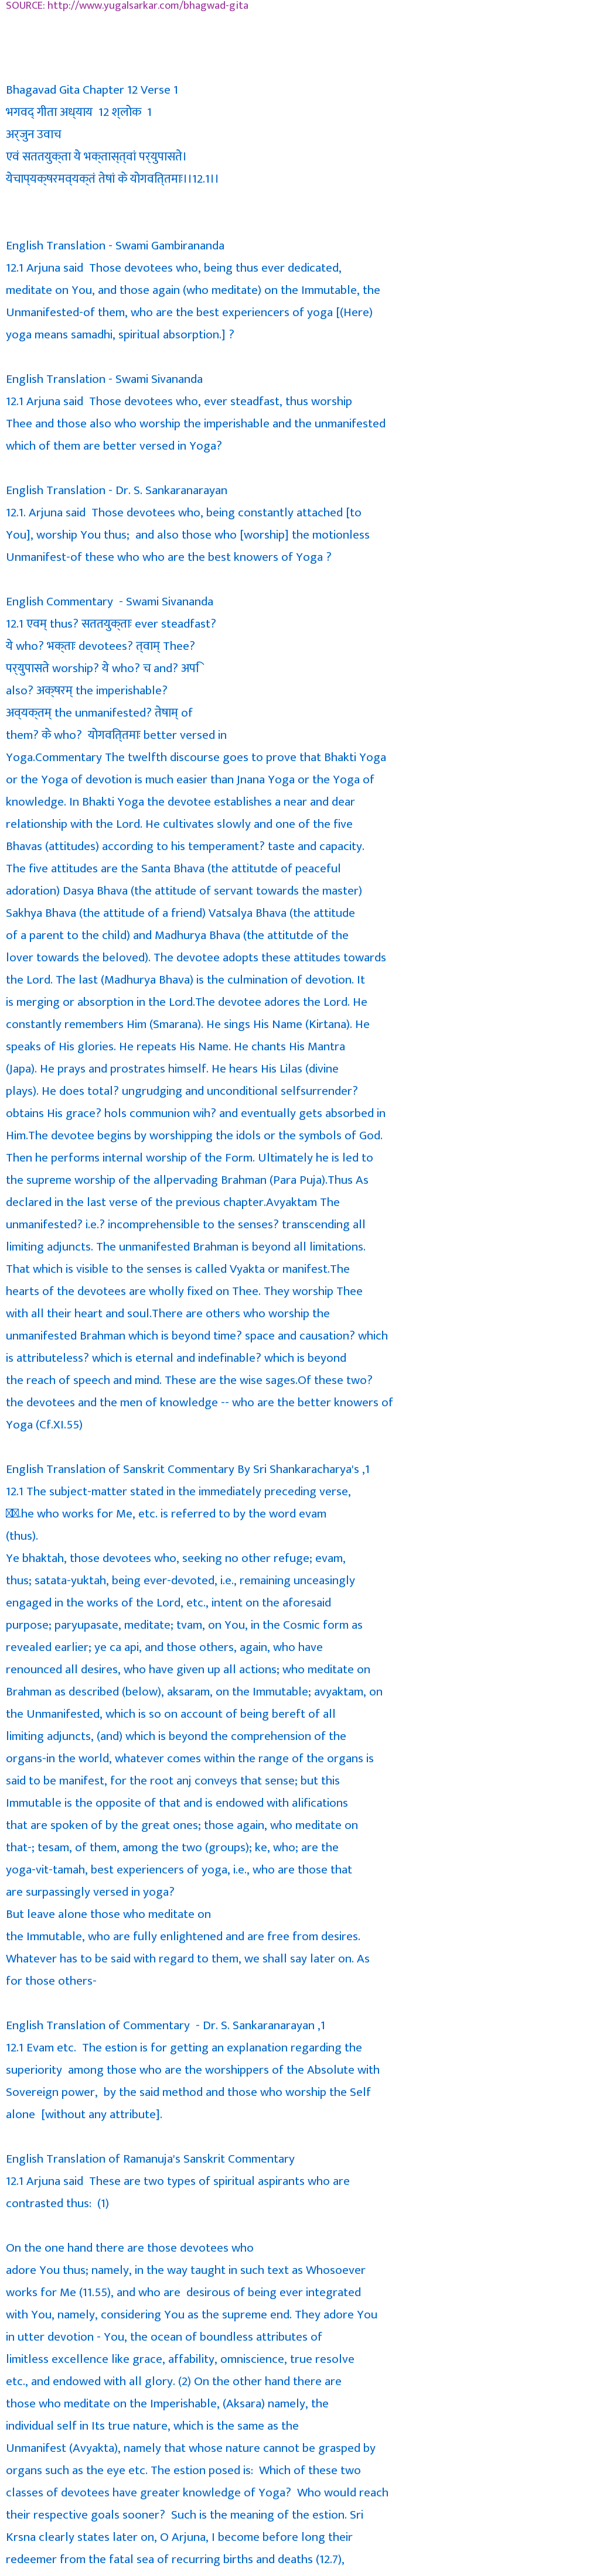 SOURCE: http://www.yugalsarkar.com/bhagwad-gita
Bhagavad Gita Chapter 12 Verse 1
भगवद् गीता अध्याय 12 श्लोक 1
अर्जुन उवाच
एवं सततयुक्ता ये भक्तास्त्वां पर्युपासते।
येचाप्यक्षरमव्यक्तं तेषां के योगवित्तमाः।।12.1।।
English Translation - Swami Gambirananda
12.1 Arjuna said  Those devotees who, being thus ever dedicated,
meditate on You, and those again (who meditate) on the Immutable, the
Unmanifested-of them, who are the best experiencers of yoga [(Here)
yoga means samadhi, spiritual absorption.] ?
English Translation - Swami Sivananda
12.1 Arjuna said  Those devotees who, ever steadfast, thus worship
Thee and those also who worship the imperishable and the unmanifested
which of them are better versed in Yoga?
English Translation - Dr. S. Sankaranarayan
12.1. Arjuna said  Those devotees who, being constantly attached [to
You], worship You thus;  and also those who [worship] the motionless
Unmanifest-of these who who are the best knowers of Yoga ?
English Commentary  - Swami Sivananda
12.1 एवम् thus? सततयुक्ताः ever steadfast?
ये who? भक्ताः devotees? त्वाम् Thee?
पर्युपासते worship? ये who? च and? अपि
also? अक्षरम् the imperishable?
अव्यक्तम् the unmanifested? तेषाम् of
them? के who?  योगवित्तमाः better versed in
Yoga.Commentary The twelfth discourse goes to prove that Bhakti Yoga
or the Yoga of devotion is much easier than Jnana Yoga or the Yoga of
knowledge. In Bhakti Yoga the devotee establishes a near and dear
relationship with the Lord. He cultivates slowly and one of the five
Bhavas (attitudes) according to his temperament? taste and capacity.
The five attitudes are the Santa Bhava (the attitutde of peaceful
adoration) Dasya Bhava (the attitude of servant towards the master)
Sakhya Bhava (the attitude of a friend) Vatsalya Bhava (the attitude
of a parent to the child) and Madhurya Bhava (the attitutde of the
lover towards the beloved). The devotee adopts these attitudes towards
the Lord. The last (Madhurya Bhava) is the culmination of devotion. It
is merging or absorption in the Lord.The devotee adores the Lord. He
constantly remembers Him (Smarana). He sings His Name (Kirtana). He
speaks of His glories. He repeats His Name. He chants His Mantra
(Japa). He prays and prostrates himself. He hears His Lilas (divine
plays). He does total? ungrudging and unconditional selfsurrender?
obtains His grace? hols communion wih? and eventually gets absorbed in
Him.The devotee begins by worshipping the idols or the symbols of God.
Then he performs internal worship of the Form. Ultimately he is led to
the supreme worship of the allpervading Brahman (Para Puja).Thus As
declared in the last verse of the previous chapter.Avyaktam The
unmanifested? i.e.? incomprehensible to the senses? transcending all
limiting adjuncts. The unmanifested Brahman is beyond all limitations.
That which is visible to the senses is called Vyakta or manifest.The
hearts of the devotees are wholly fixed on Thee. They worship Thee
with all their heart and soul.There are others who worship the
unmanifested Brahman which is beyond time? space and causation? which
is attributeless? which is eternal and indefinable? which is beyond
the reach of speech and mind. These are the wise sages.Of these two?
the devotees and the men of knowledge -- who are the better knowers of
Yoga (Cf.XI.55)
English Translation of Sanskrit Commentary By Sri Shankaracharya's ,1
12.1 The subject-matter stated in the immediately preceding verse,
.he who works for Me, etc. is referred to by the word evam
(thus).
Ye bhaktah, those devotees who, seeking no other refuge; evam,
thus; satata-yuktah, being ever-devoted, i.e., remaining unceasingly
engaged in the works of the Lord, etc., intent on the aforesaid
purpose; paryupasate, meditate; tvam, on You, in the Cosmic form as
revealed earlier; ye ca api, and those others, again, who have
renounced all desires, who have given up all actions; who meditate on
Brahman as described (below), aksaram, on the Immutable; avyaktam, on
the Unmanifested, which is so on account of being bereft of all
limiting adjuncts, (and) which is beyond the comprehension of the
organs-in the world, whatever comes within the range of the organs is
said to be manifest, for the root anj conveys that sense; but this
Immutable is the opposite of that and is endowed with alifications
that are spoken of by the great ones; those again, who meditate on
that-; tesam, of them, among the two (groups); ke, who; are the
yoga-vit-tamah, best experiencers of yoga, i.e., who are those that
are surpassingly versed in yoga?
But leave alone those who meditate on
the Immutable, who are fully enlightened and are free from desires.
Whatever has to be said with regard to them, we shall say later on. As
for those others-
English Translation of Commentary  - Dr. S. Sankaranarayan ,1
12.1 Evam etc.  The estion is for getting an explanation regarding the
superiority  among those who are the worshippers of the Absolute with
Sovereign power,  by the said method and those who worship the Self
alone  [without any attribute].
English Translation of Ramanuja's Sanskrit Commentary
12.1 Arjuna said  These are two types of spiritual aspirants who are
contrasted thus:  (1)
On the one hand there are those devotees who
adore You thus; namely, in the way taught in such text as Whosoever
works for Me (11.55), and who are  desirous of being ever integrated
with You, namely, considering You as the supreme end. They adore You
in utter devotion - You, the ocean of boundless attributes of
limitless excellence like grace, affability, omniscience, true resolve
etc., and endowed with all glory. (2) On the other hand there are
those who meditate on the Imperishable, (Aksara) namely, the
individual self in Its true nature, which is the same as the
Unmanifest (Avyakta), namely that whose nature cannot be grasped by
organs such as the eye etc. The estion posed is:  Which of these two
classes of devotees have greater knowledge of Yoga?  Who would reach
their respective goals sooner?  Such is the meaning of the estion. Sri
Krsna clearly states later on, O Arjuna, I become before long their
redeemer from the fatal sea of recurring births and deaths (12.7),